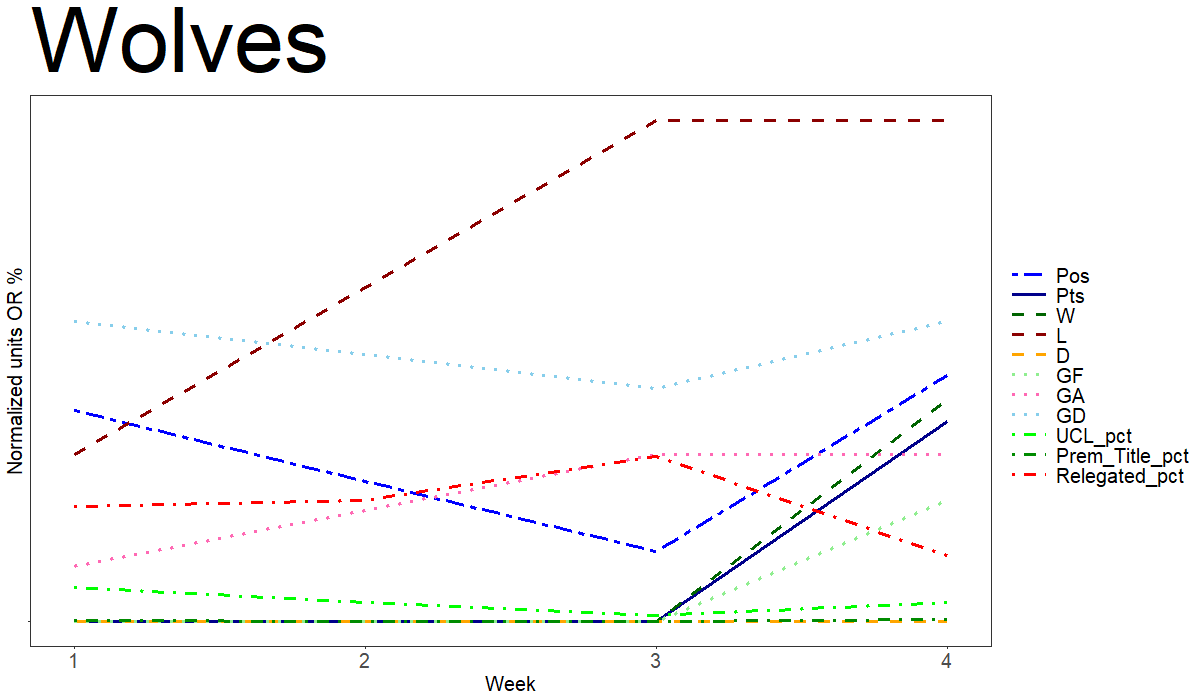 Wolves
Normalized units OR %
Pos
Pts
W
L
D
GF
GA
GD
UCL_pct
Prem_Title_pct
Relegated_pct
1 2 3 4
Week